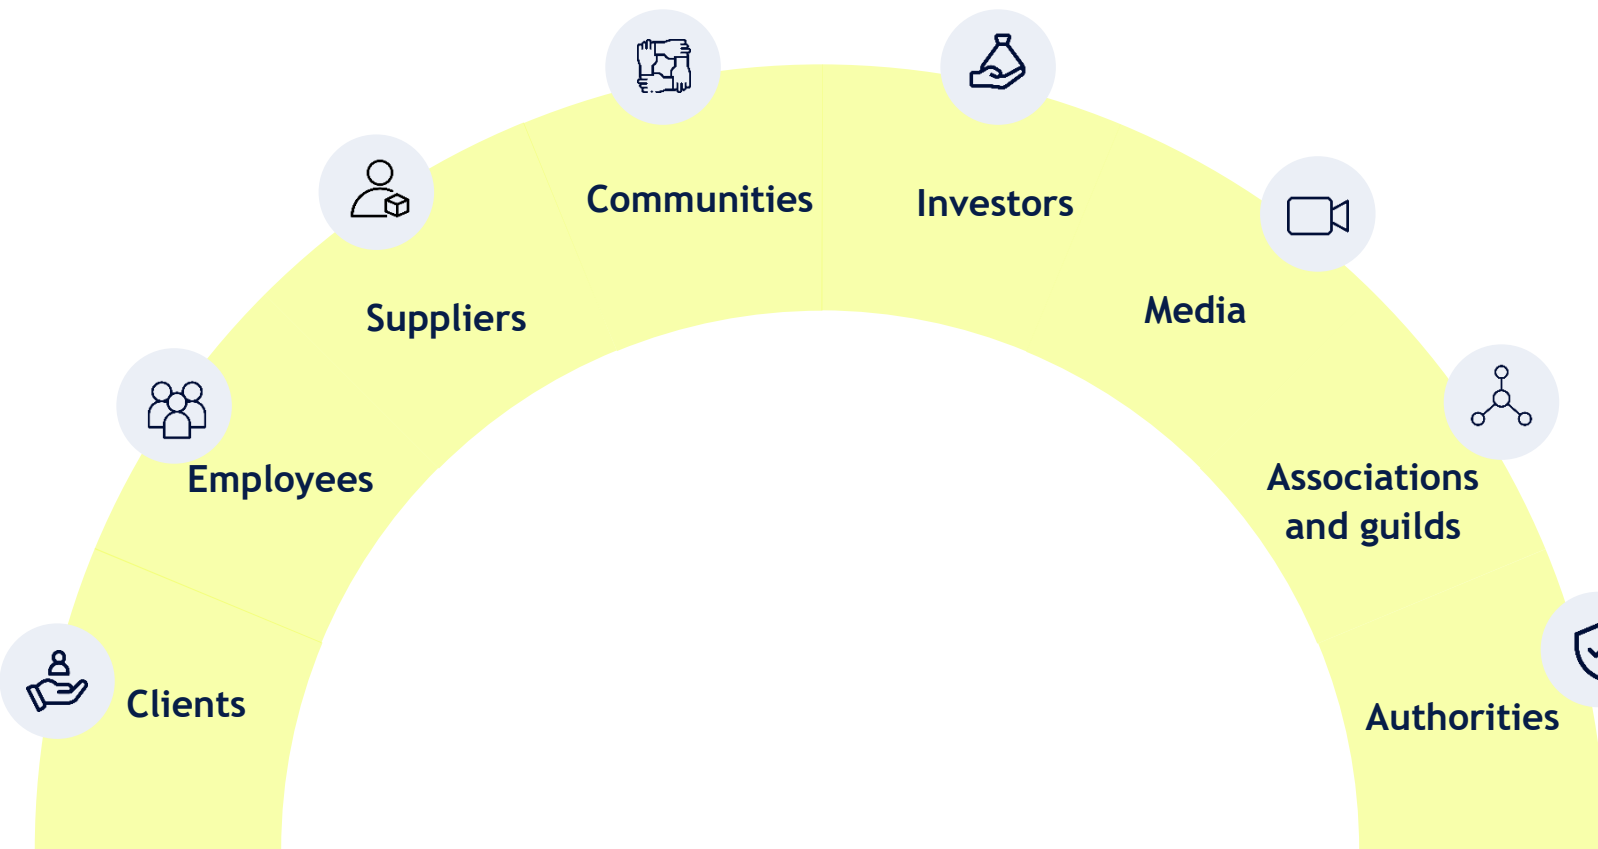 Communities
Investors
Suppliers
Media
Employees
Associations
and guilds
Clients
Authorities